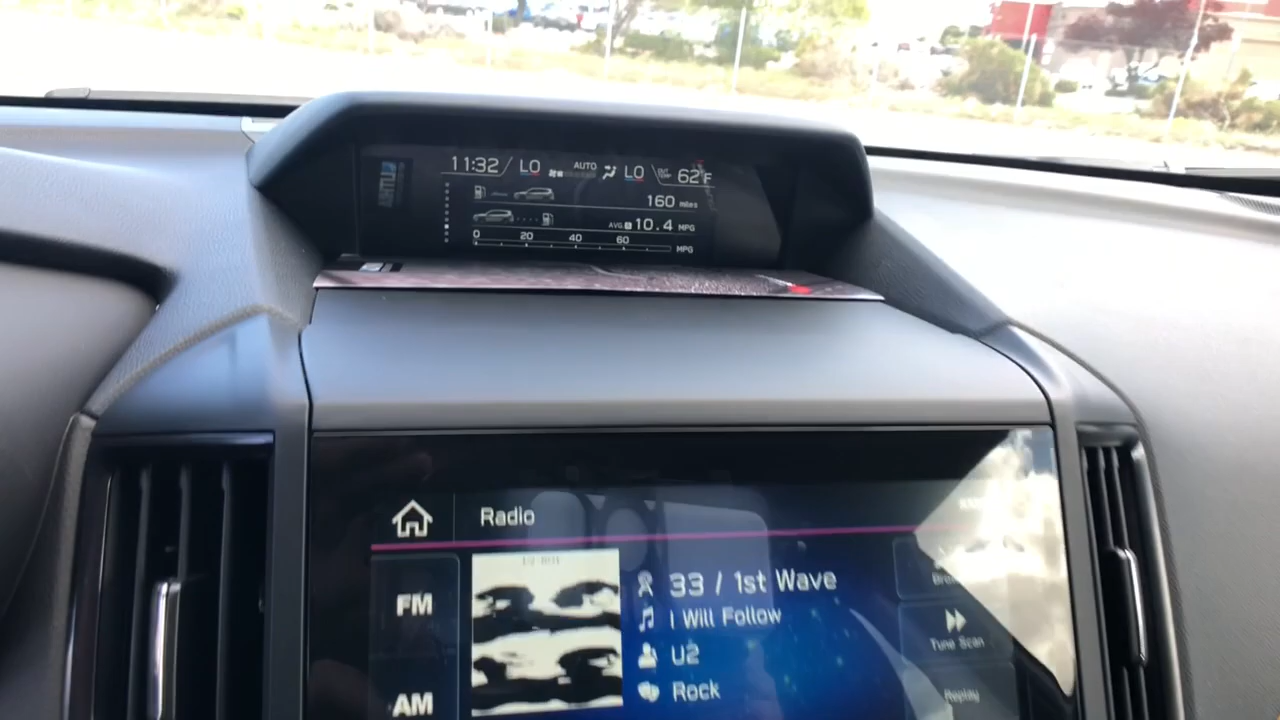 11:32 LO AUTO LO OUT TEMP 62°F
160 miles
AVG B 10.4 MPG
0 20 40 60 MPG
Radio
FM
33 / 1st Wave
I Will Follow
Tune Scan
U2
Rock
Replay
AM